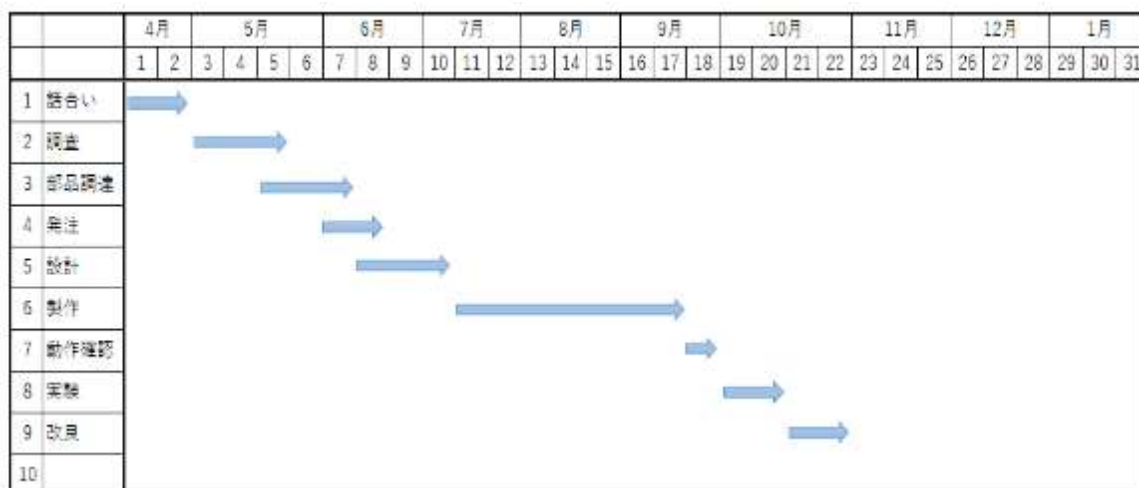 4月 5月 6月 7月 8月 9月 10月 11月 12月 1月
1 2 3 4 5 6 7 8 9 10 11 12 13 14 15 16 17 18 19 20 21 22 23 24 25 26 27 28 29 30 31
1 話合い
2 調査
3 部品調達
4 発注
5 設計
6 製作
7 動作確認
8 実験
9 改良
10